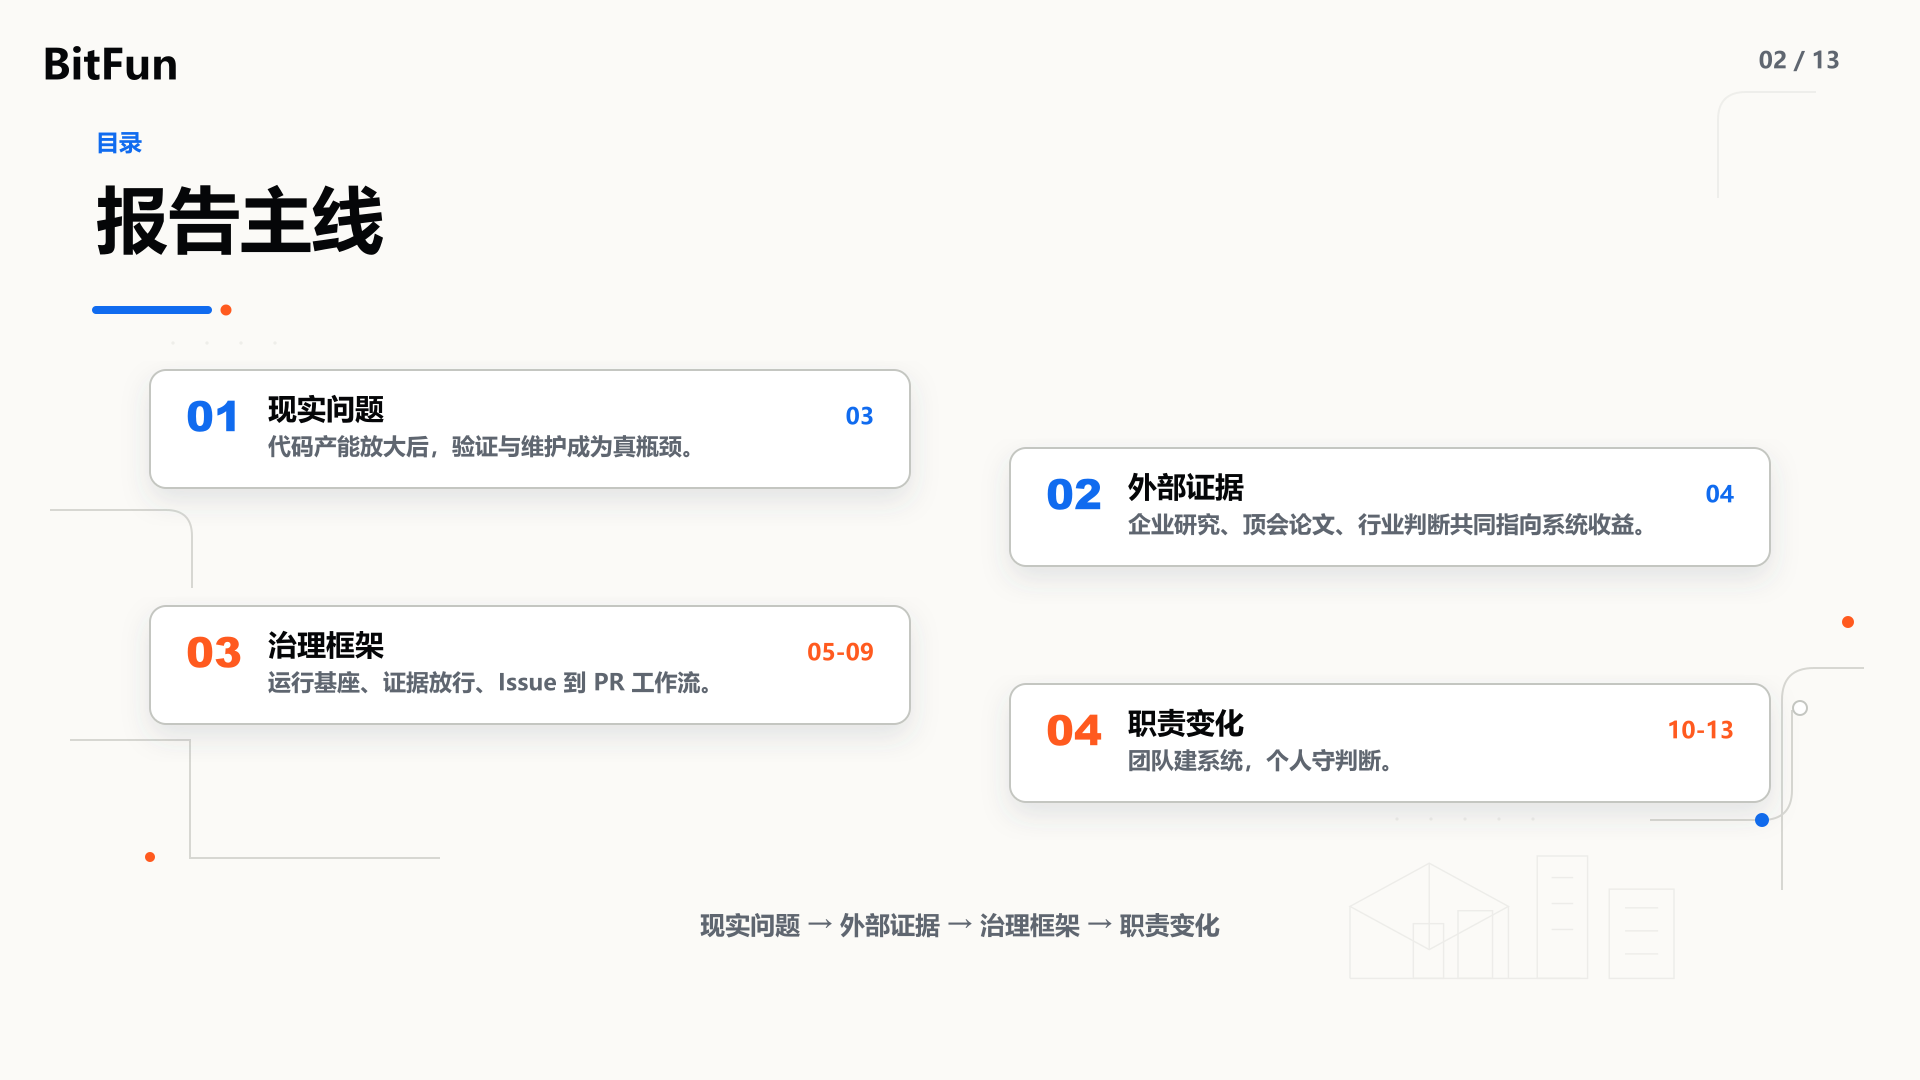 BitFun
02 / 13
目录
报告主线
01
现实问题
03
代码产能放大后，验证与维护成为真瓶颈。
02
外部证据
04
企业研究、顶会论文、行业判断共同指向系统收益。
03
治理框架
05-09
运行基座、证据放行、Issue 到 PR 工作流。
04
职责变化
10-13
团队建系统，个人守判断。
现实问题 → 外部证据 → 治理框架 → 职责变化